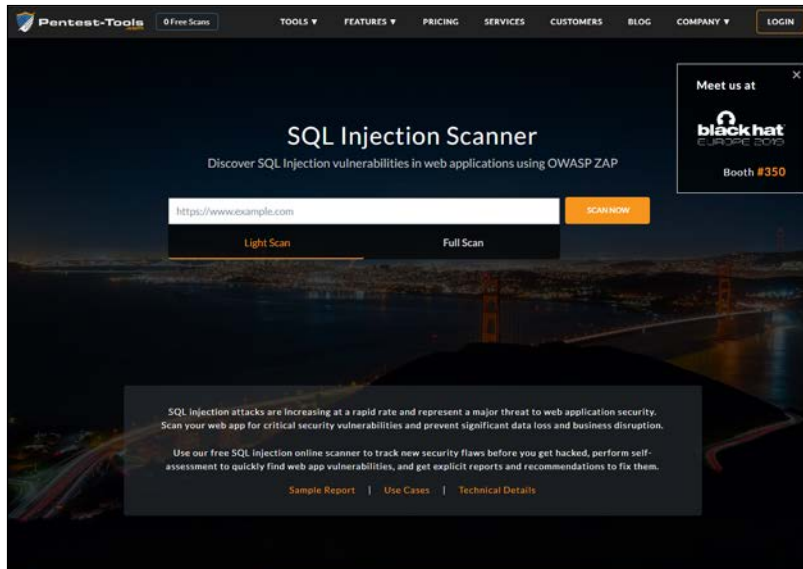 Pentest-Tools
.com
0 Free Scans
TOOLS ▼
FEATURES ▼
PRICING
SERVICES
CUSTOMERS
BLOG
COMPANY ▼
LOGIN
Meet us at
×
black hat
EUROPE 2019
Booth #350
SQL Injection Scanner
Discover SQL Injection vulnerabilities in web applications using OWASP ZAP
https://www.example.com
SCAN NOW
Light Scan
Full Scan
SQL injection attacks are increasing at a rapid rate and represent a major threat to web application security.
Scan your web app for critical security vulnerabilities and prevent significant data loss and business disruption.
Use our free SQL injection online scanner to track new security flaws before you get hacked, perform self-
assessment to quickly find web app vulnerabilities, and get explicit reports and recommendations to fix them.
Sample Report | Use Cases | Technical Details